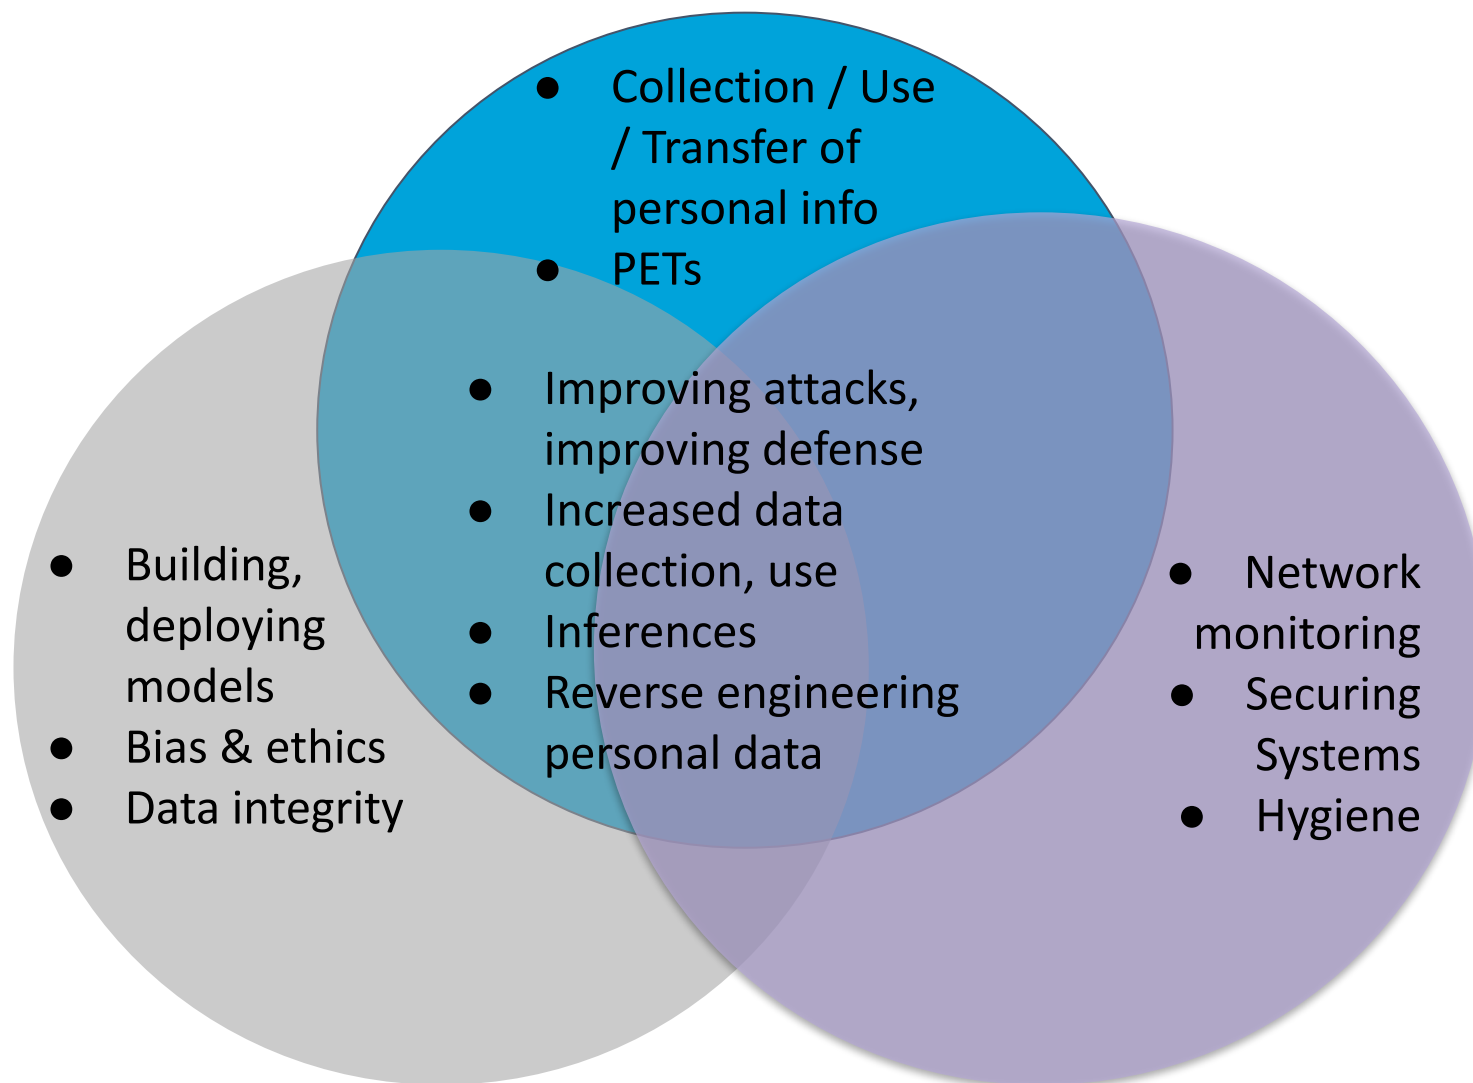 ● Collection / Use
/ Transfer of
personal info
● PETs
● Improving attacks,
improving defense
● Increased data
collection, use
● Inferences
● Reverse engineering
personal data
● Building,
deploying
models
● Bias & ethics
● Data integrity
● Network
monitoring
● Securing
Systems
● Hygiene